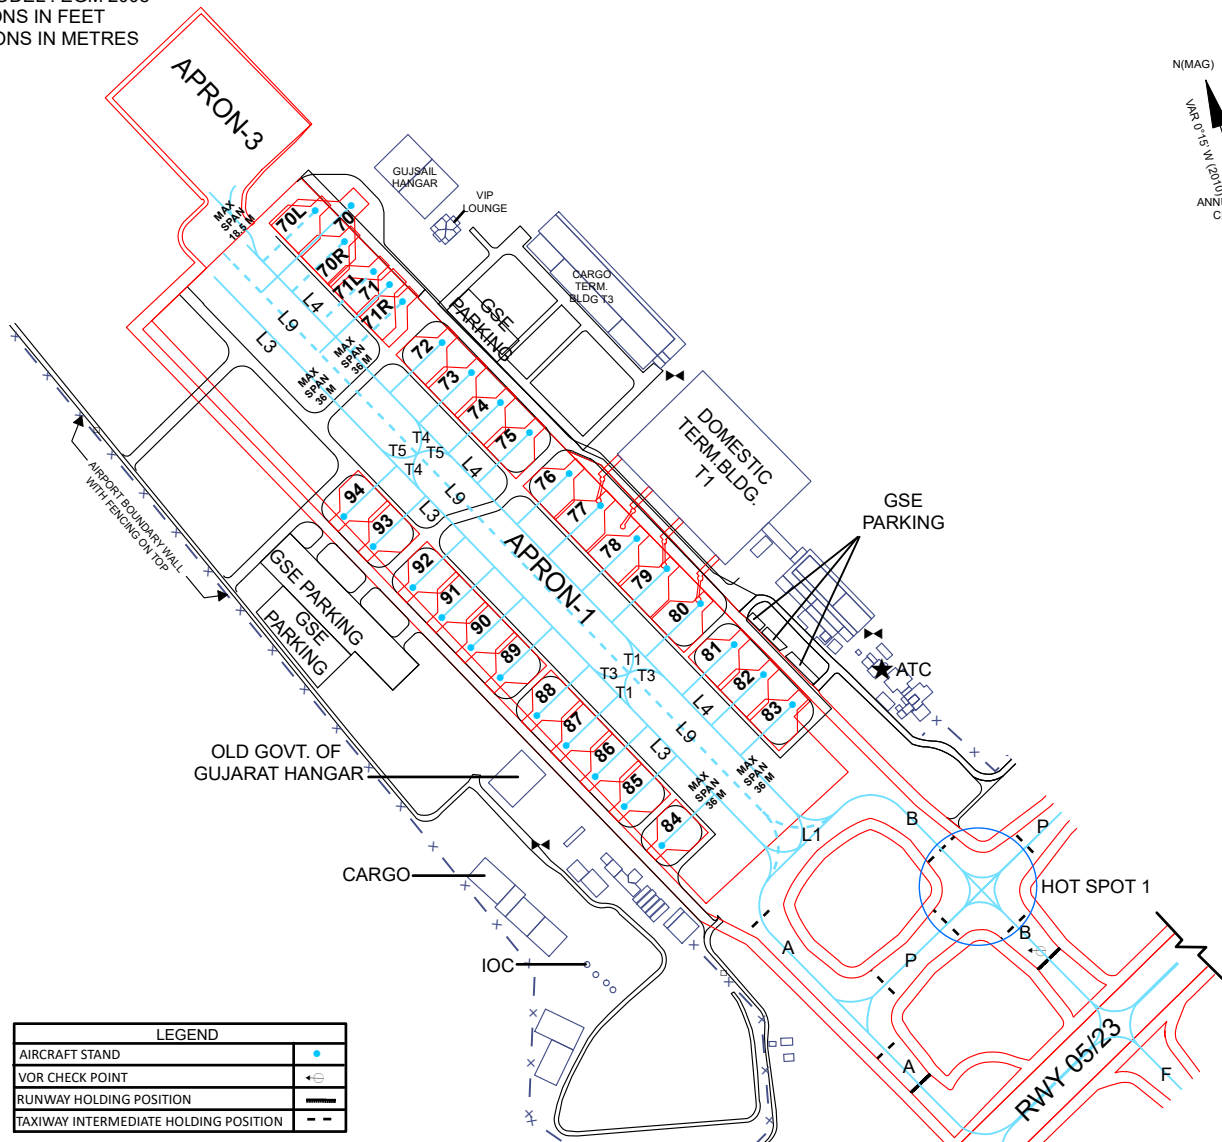 ONS IN FEET
ONS IN METRES
N(MAG)
VAR 0°15' W (2010)
APRON-3
MAX
SPAN
18.5 M
GUJSAIL
HANGAR
VIP
LOUNGE
70L
70
70R
71L
71
71R
CARGO
TERM.
BLDG T3
GSE
PARKING
L4
L9
L3
MAX
SPAN
36 M
MAX
SPAN
36 M
72
73
74
75
76
77
78
79
80
81
82
83
DOMESTIC
TERM.BLDG.
T1
T4
T5
T5
T4
L4
L9
L3
AIRPORT BOUNDARY WALL
WITH FENCING ON TOP
94
93
92
91
90
89
88
87
86
85
84
GSE
PARKING
APRON-1
GSE PARKING
GSE
PARKING
T1
T3
T3
T1
L4
L9
L3
ATC
OLD GOVT. OF
GUJARAT HANGAR
MAX
SPAN
36 M
MAX
SPAN
36 M
L1
B
P
HOT SPOT 1
CARGO
A
B
P
IOC
A
F
RWY 05/23
LEGEND
AIRCRAFT STAND
VOR CHECK POINT
RUNWAY HOLDING POSITION
TAXIWAY INTERMEDIATE HOLDING POSITION